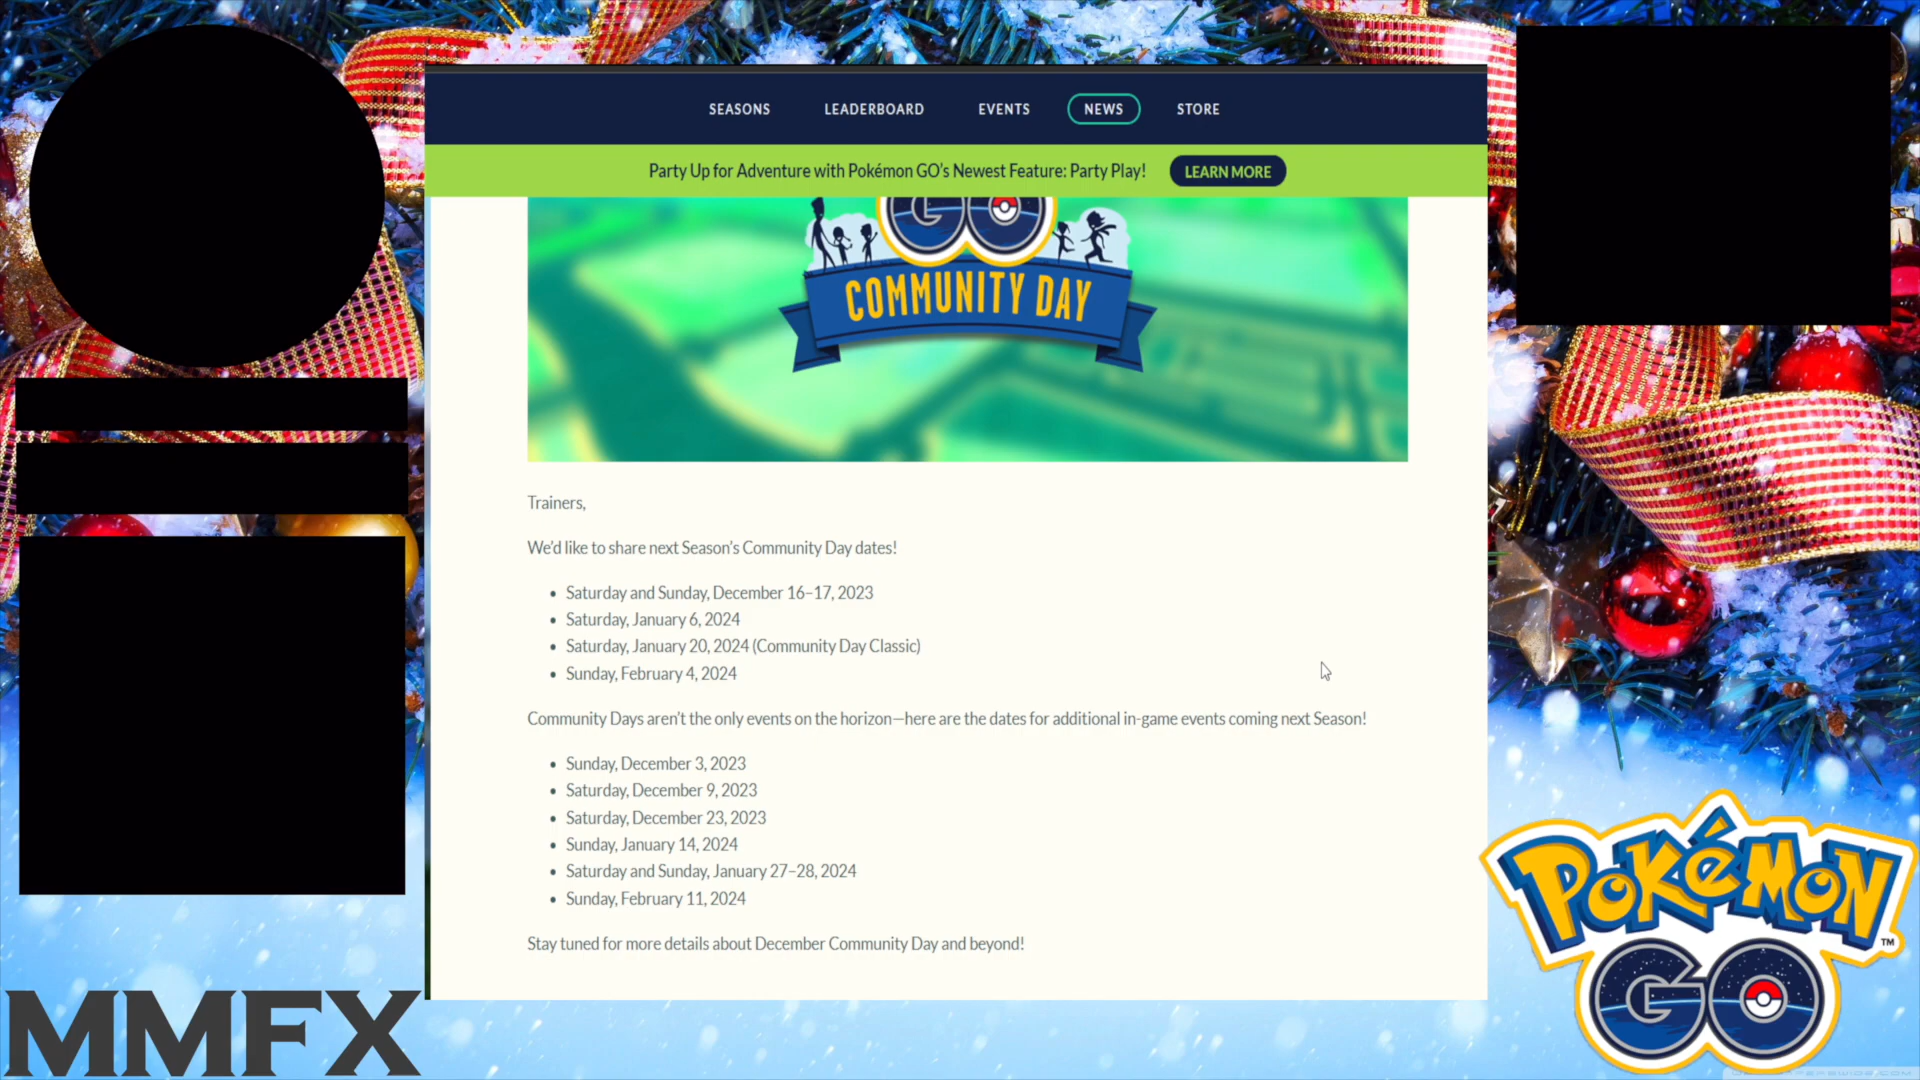 SEASONS LEADERBOARD EVENTS NEWS STORE
Party Up for Adventure with Pokémon GO's Newest Feature: Party Play! LEARN MORE
GO
COMMUNITY DAY
Trainers,
We'd like to share next Season's Community Day dates!
• Saturday and Sunday, December 16–17, 2023
• Saturday, January 6, 2024
• Saturday, January 20, 2024 (Community Day Classic)
• Sunday, February 4, 2024
Community Days aren't the only events on the horizon—here are the dates for additional in-game events coming next Season!
• Sunday, December 3, 2023
• Saturday, December 9, 2023
• Saturday, December 23, 2023
• Sunday, January 14, 2024
• Saturday and Sunday, January 27–28, 2024
• Sunday, February 11, 2024
Stay tuned for more details about December Community Day and beyond!
MMFX
POKéMON
TM
GO